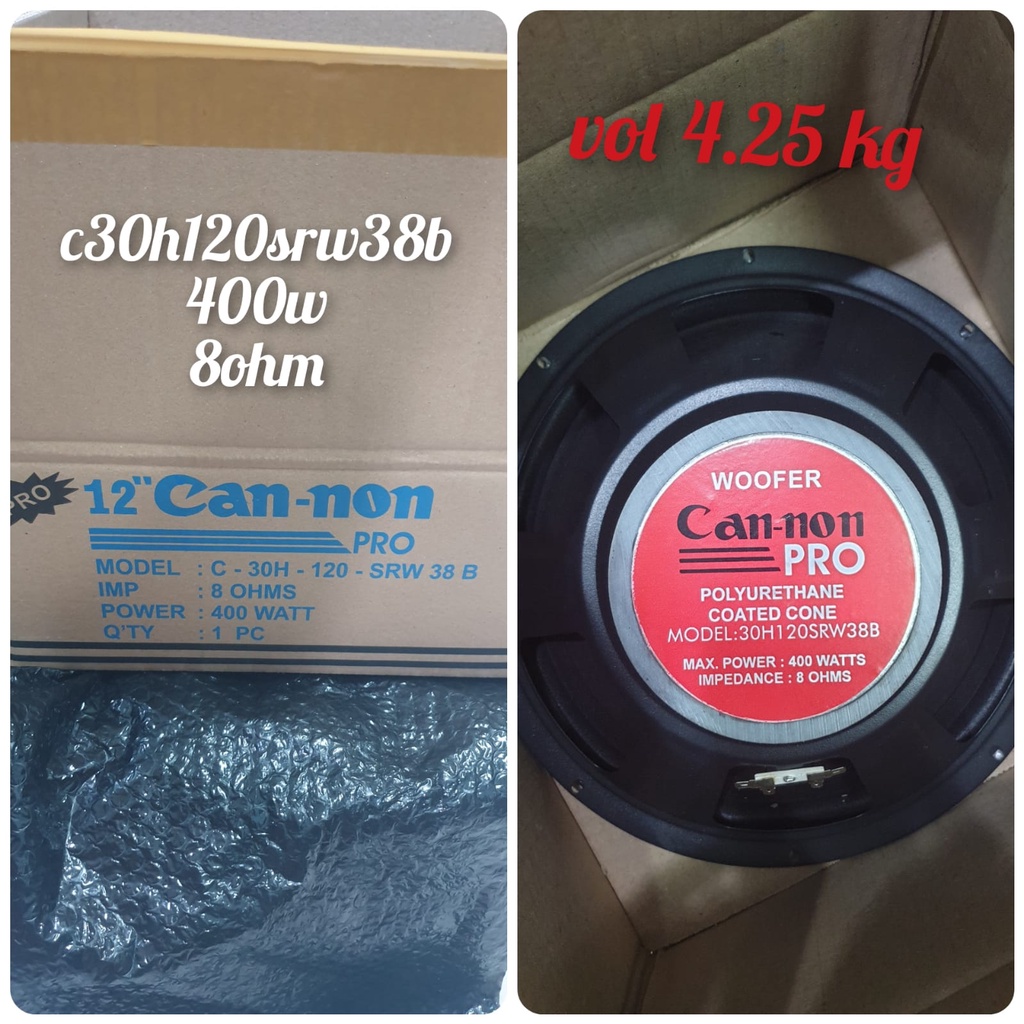 c30h120srw38b
400w
8ohm
PRO
12" Can-non
PRO
MODEL : C - 30H - 120 - SRW 38 B
IMP : 8 OHMS
POWER : 400 WATT
Q'TY : 1 PC
vol 4.25 kg
WOOFER
Can-non
PRO
POLYURETHANE
COATED CONE
MODEL:30H120SRW38B
MAX. POWER : 400 WATTS
IMPEDANCE : 8 OHMS